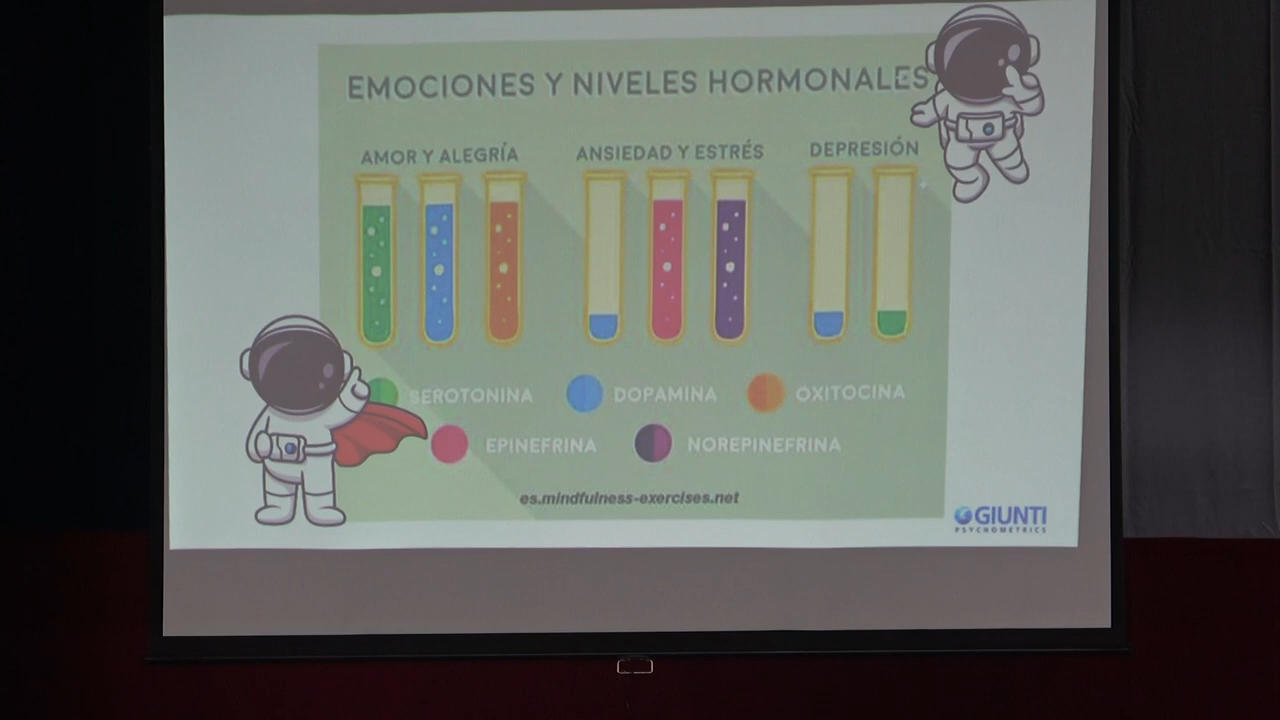 EMOCIONES Y NIVELES HORMONALES
AMOR Y ALEGRÍA
ANSIEDAD Y ESTRÉS
DEPRESIÓN
SEROTONINA
DOPAMINA
OXITOCINA
EPINEFRINA
NOREPINEFRINA
es.mindfulness-exercises.net
GIUNTI
PSYCHOMETRICS